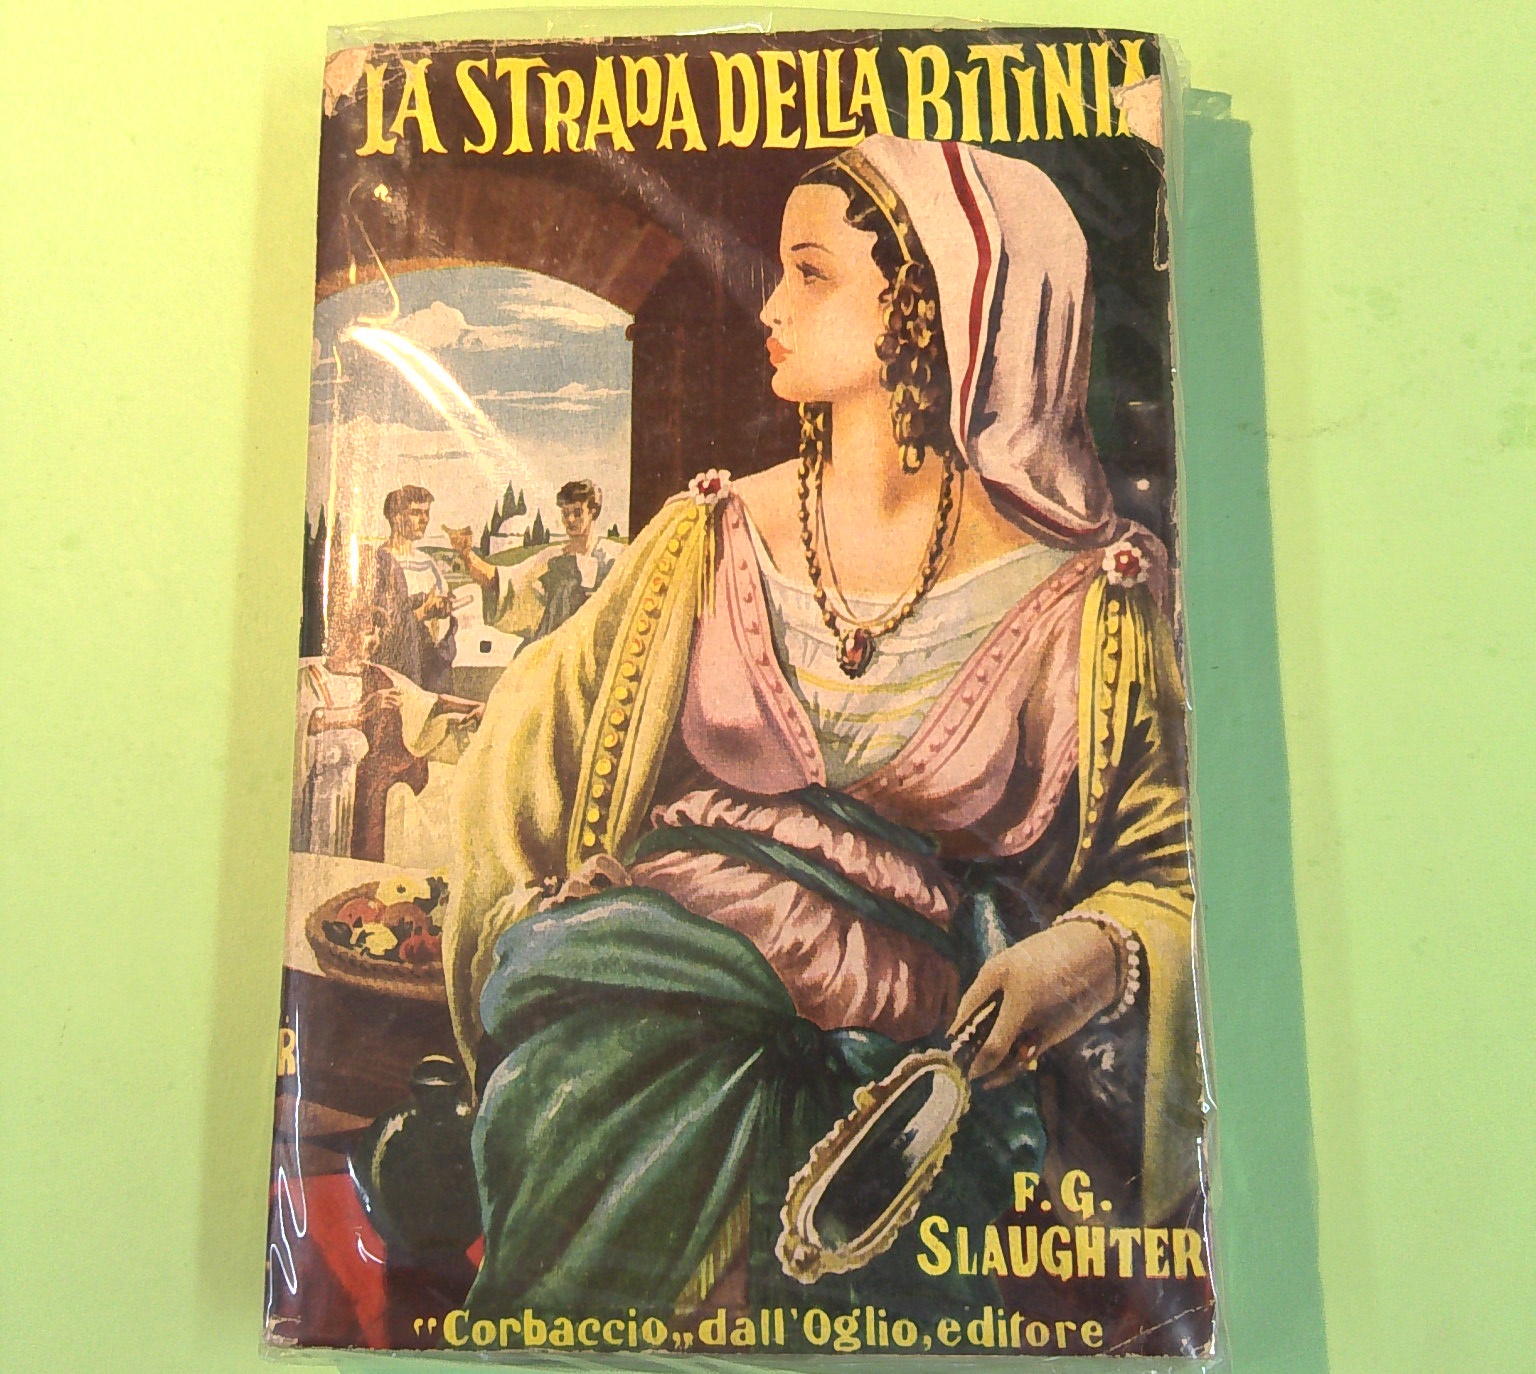 LA STRADA DELLA BITINIA
F. G.
SLAUGHTER
"Corbaccio„ dall'Oglio, editore
R